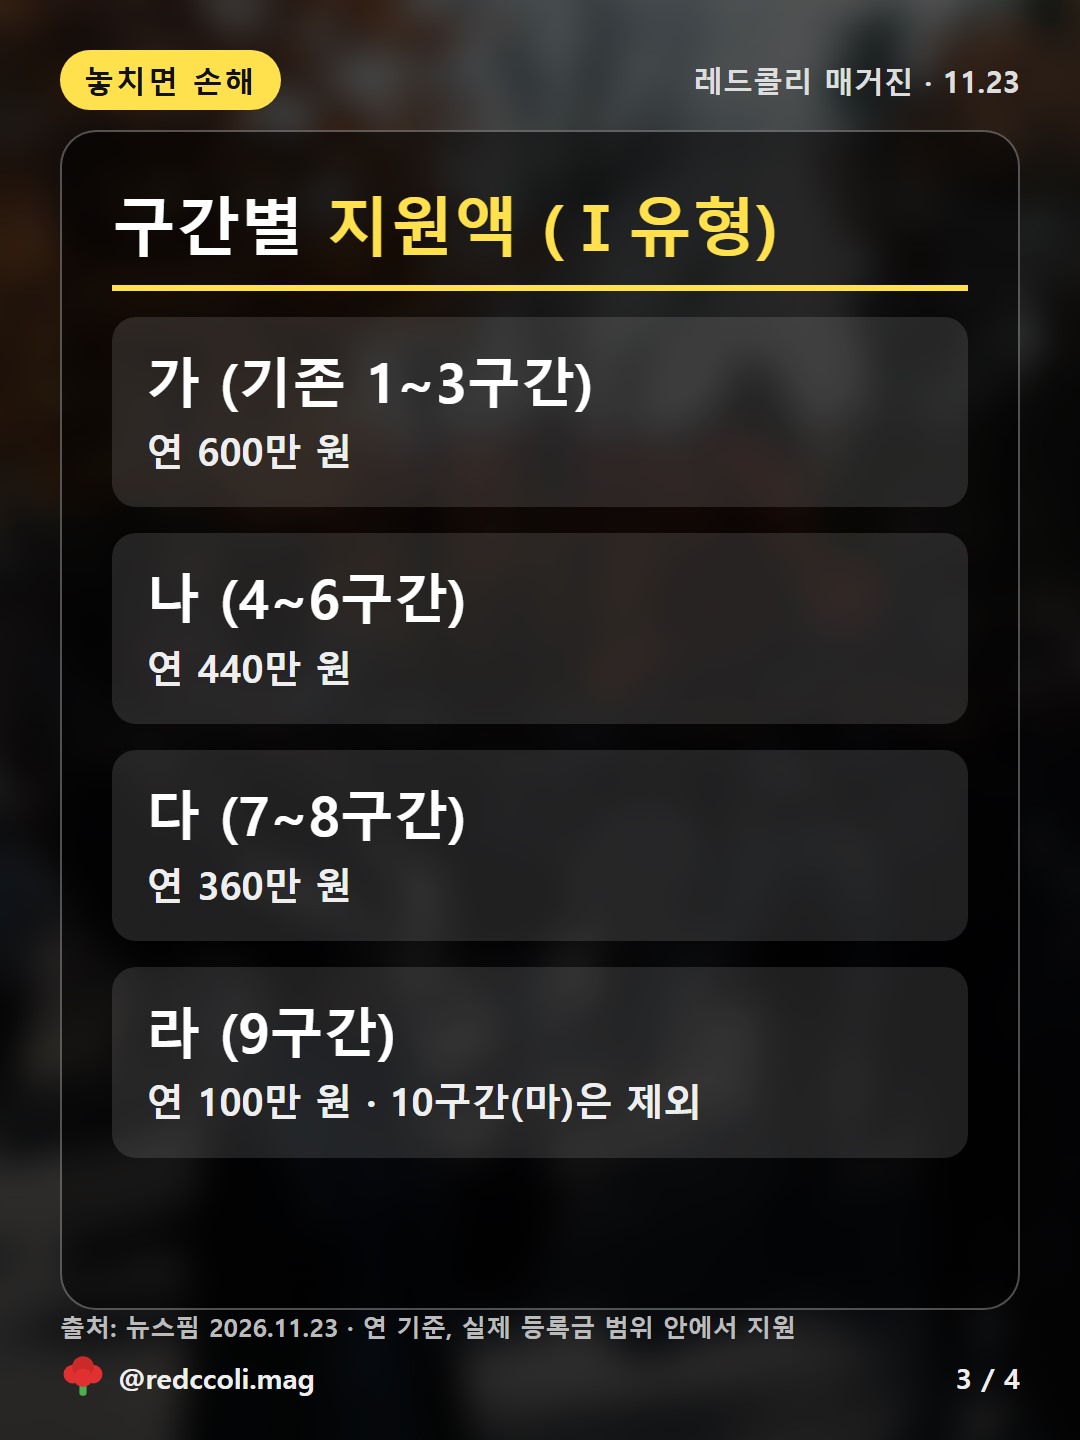 놓치면 손해
레드콜리 매거진 · 11.23
구간별 지원액 (Ⅰ유형)
가 (기존 1~3구간)
연 600만 원
나 (4~6구간)
연 440만 원
다 (7~8구간)
연 360만 원
라 (9구간)
연 100만 원 · 10구간(마)은 제외
출처: 뉴스핌 2026.11.23 · 연 기준, 실제 등록금 범위 안에서 지원
@redccoli.mag
3 / 4